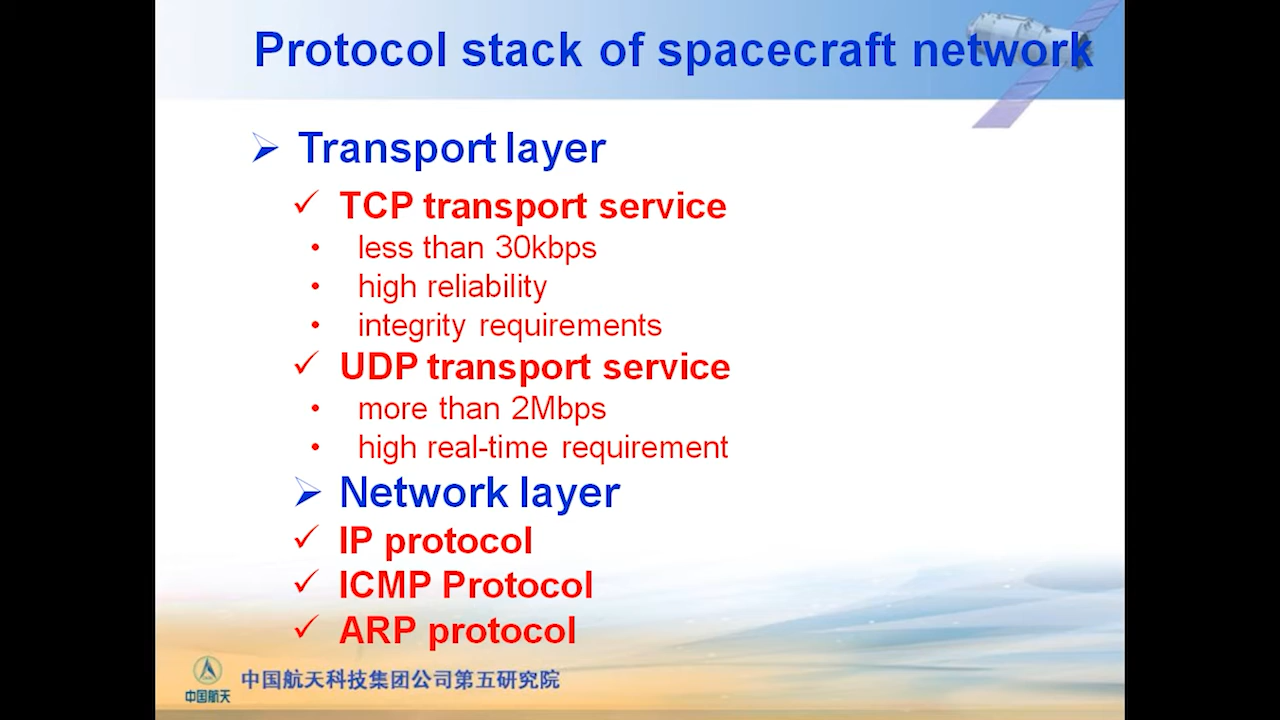 Protocol stack of spacecraft network
Transport layer
TCP transport service
less than 30kbps
high reliability
integrity requirements
UDP transport service
more than 2Mbps
high real-time requirement
Network layer
IP protocol
ICMP Protocol
ARP protocol
中国航天
中国航天科技集团公司第五研究院